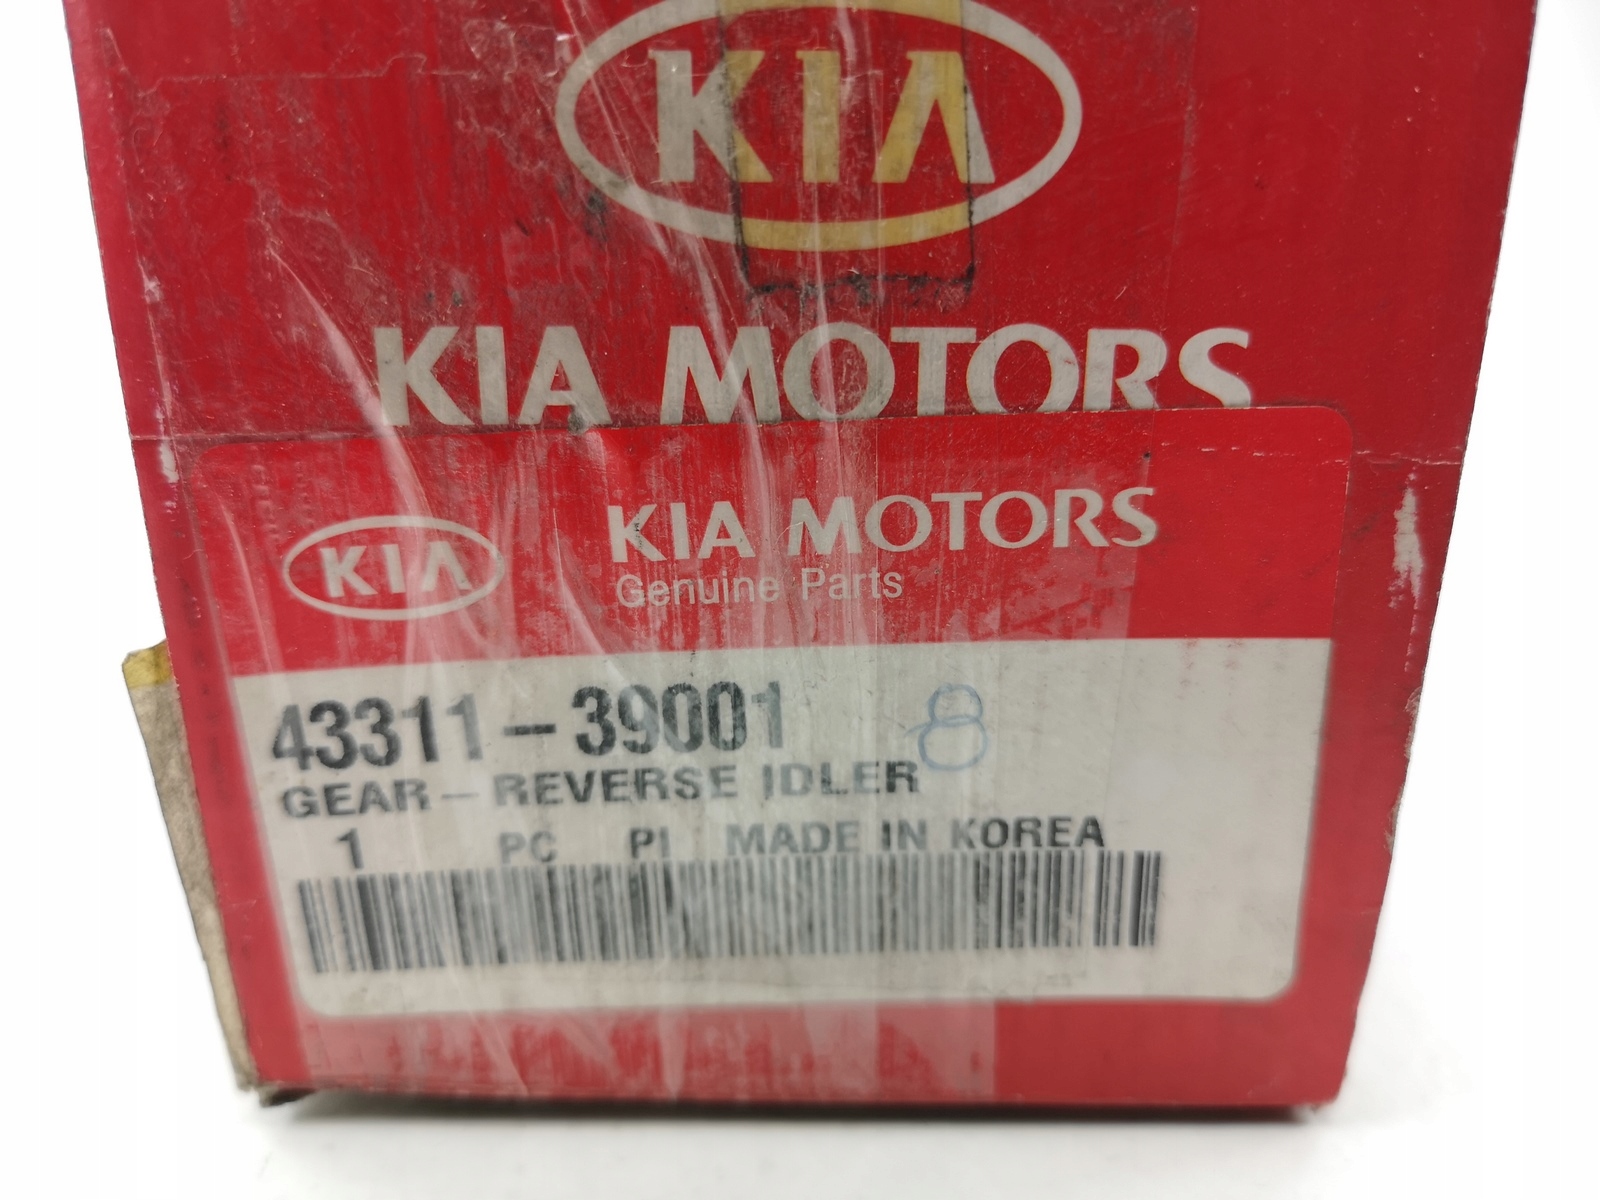 KIA
KIA MOTORS
KIA
KIA MOTORS
Genuine Parts
43311-39001 8
GEAR-REVERSE IDLER
1 PC PI MADE IN KOREA